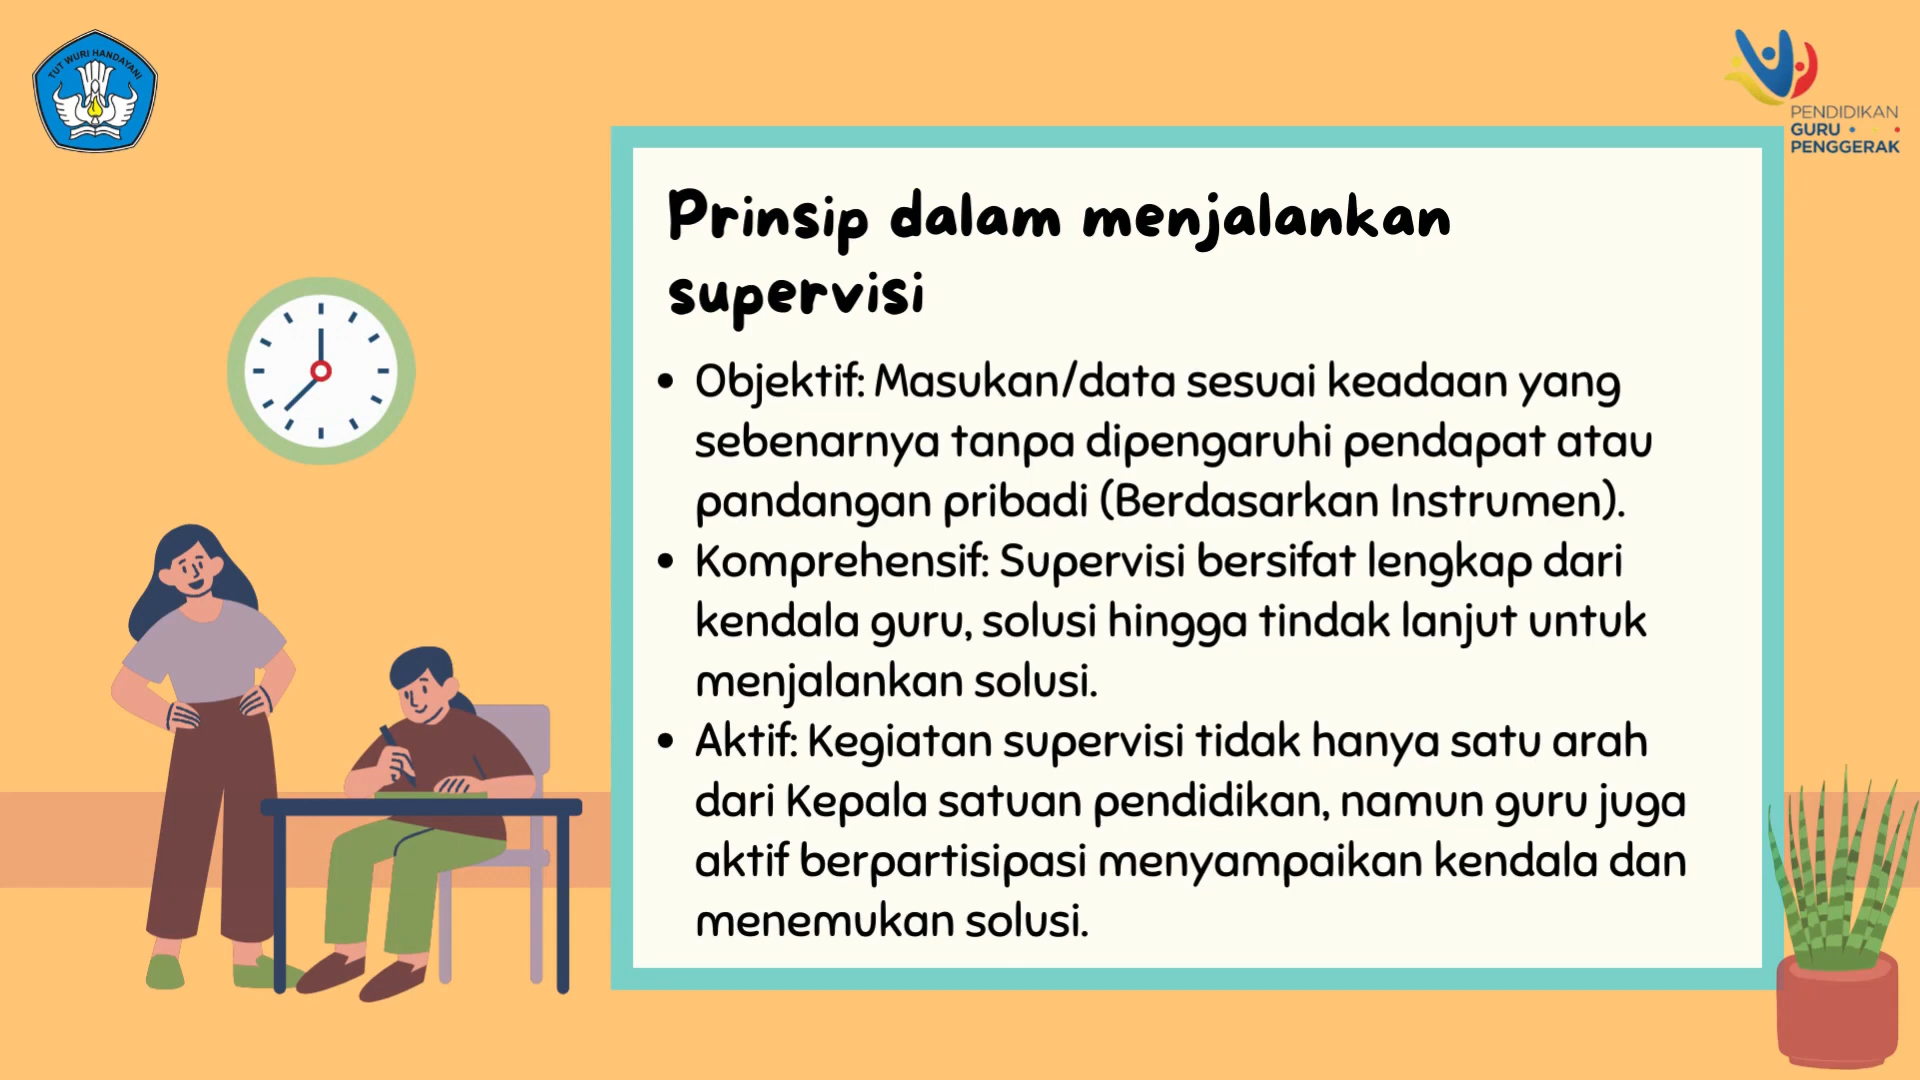 TUT WURI HANDAYANI
PENDIDIKAN
GURU
PENGGERAK
Prinsip dalam menjalankan
supervisi
• Objektif: Masukan/data sesuai keadaan yang
sebenarnya tanpa dipengaruhi pendapat atau
pandangan pribadi (Berdasarkan Instrumen).
• Komprehensif: Supervisi bersifat lengkap dari
kendala guru, solusi hingga tindak lanjut untuk
menjalankan solusi.
• Aktif: Kegiatan supervisi tidak hanya satu arah
dari Kepala satuan pendidikan, namun guru juga
aktif berpartisipasi menyampaikan kendala dan
menemukan solusi.